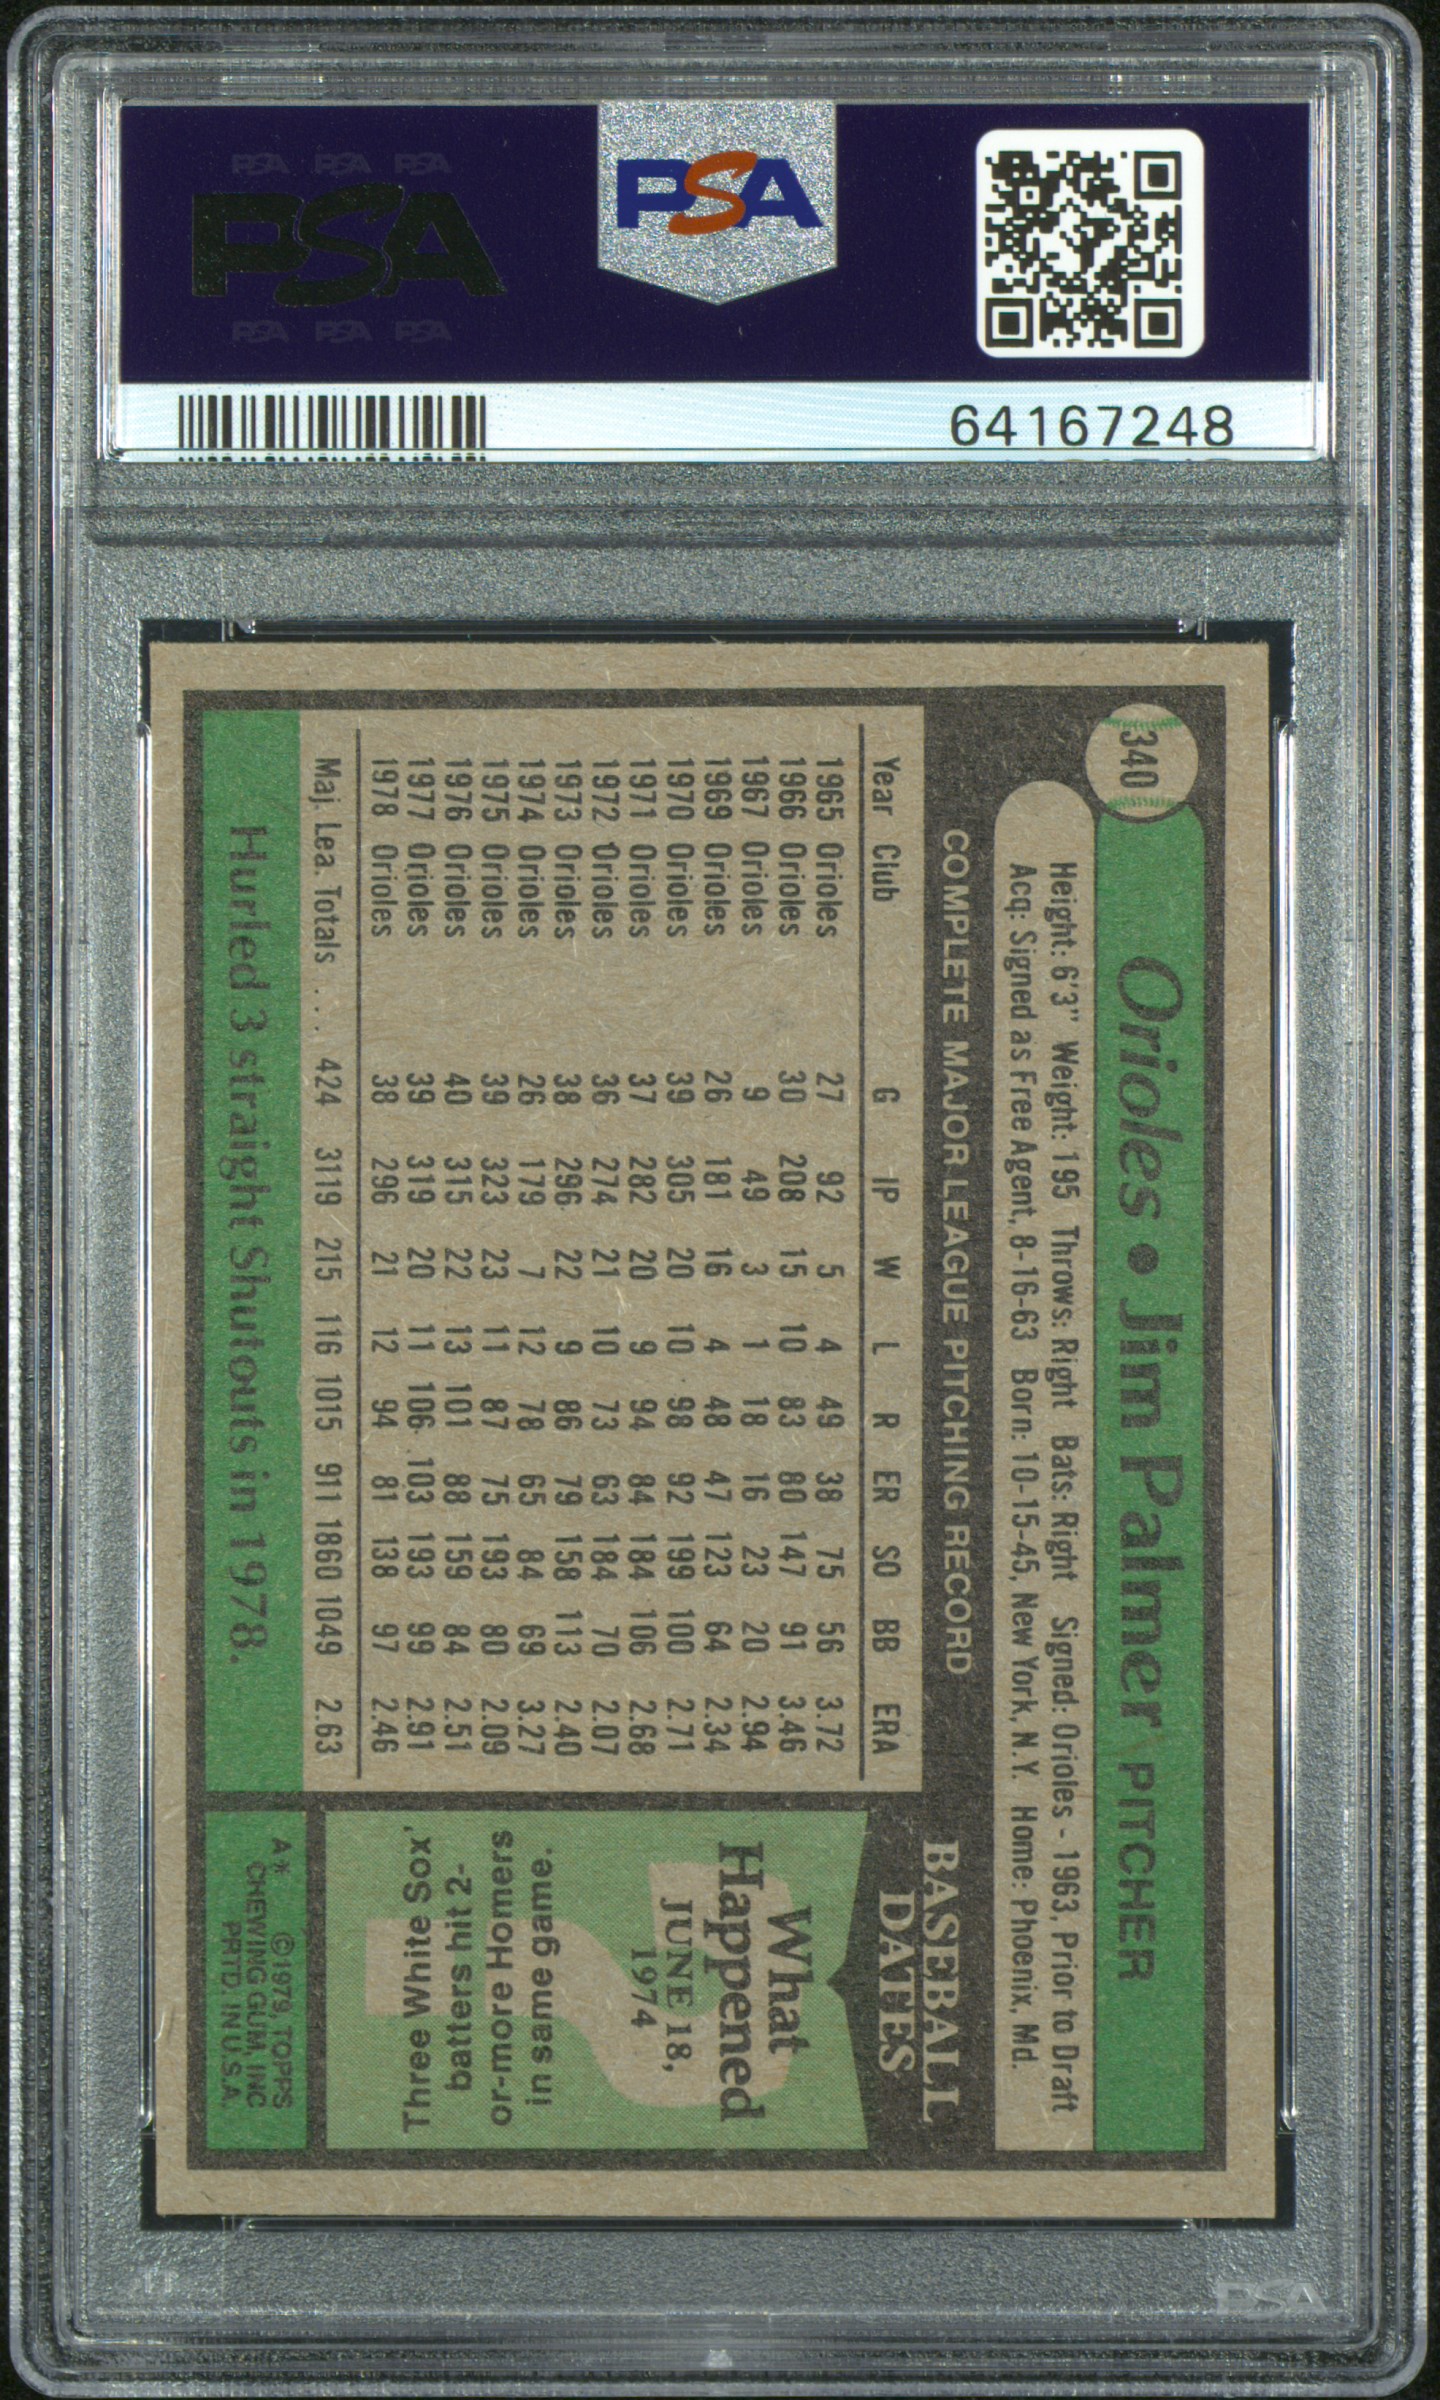 PSA PSA PSA
PSA
PSA PSA PSA
PSA
64167248
340
Orioles • Jim Palmer PITCHER
Height: 6'3" Weight: 195 Throws: Right Bats: Right Signed: Orioles - 1963, Prior to Draft
Acq: Signed as Free Agent, 8-16-63 Born: 10-15-45, New York, N.Y. Home: Phoenix, Md.
COMPLETE MAJOR LEAGUE PITCHING RECORD
Year Club G IP W L R ER SO BB ERA
1965 Orioles 27 92 5 4 49 38 75 56 3.72
1966 Orioles 30 208 15 10 83 80 147 91 3.46
1967 Orioles 9 49 3 1 18 16 23 20 2.94
1969 Orioles 26 181 16 4 48 47 123 64 2.34
1970 Orioles 39 305 20 10 98 92 199 100 2.71
1971 Orioles 37 282 20 9 94 84 184 106 2.68
1972 Orioles 36 274 21 10 73 63 184 70 2.07
1973 Orioles 38 296 22 9 86 79 158 113 2.40
1974 Orioles 26 179 7 12 78 65 84 69 3.27
1975 Orioles 39 323 23 11 87 75 193 80 2.09
1976 Orioles 40 315 22 13 101 88 159 84 2.51
1977 Orioles 39 319 20 11 106 103 193 99 2.91
1978 Orioles 38 296 21 12 94 81 138 97 2.46
Maj. Lea. Totals .... 424 3119 215 116 1015 911 1860 1049 2.63
Hurled 3 straight Shutouts in 1978.
BASEBALL
DATES
What
Happened
JUNE 18,
1974
Three White Sox'
batters hit 2-
or-more Homers
in same game.
A* ©1979, TOPPS
CHEWING GUM, INC
PRTD. IN U.S.A.
PSA